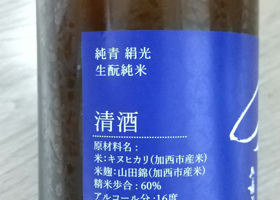 純青 絹光
生酛純米
清酒
原材料名:
米:キヌヒカリ(加西市産米)
米麹:山田錦(加西市産米)
精米歩合:60%
アルコール分:16度